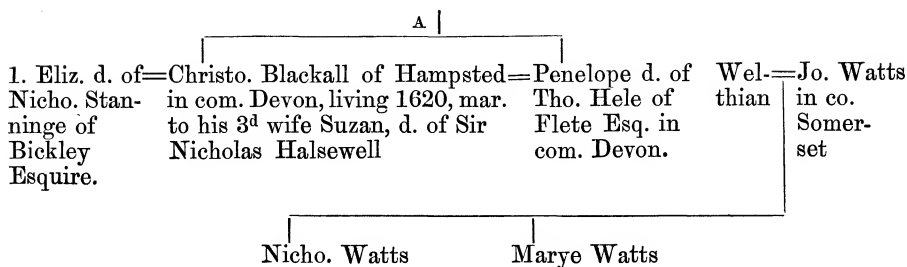 A
1. Eliz. d. of=Christo. Blackall of Hampsted=Penelope d. of Wel-=Jo. Watts
Nicho. Stan- in com. Devon, living 1620, mar. Tho. Hele of thian in co.
ninge of to his 3d wife Suzan, d. of Sir Flete Esq. in Somer-
Bickley Nicholas Halsewell com. Devon. set
Esquire.
Nicho. Watts Marye Watts